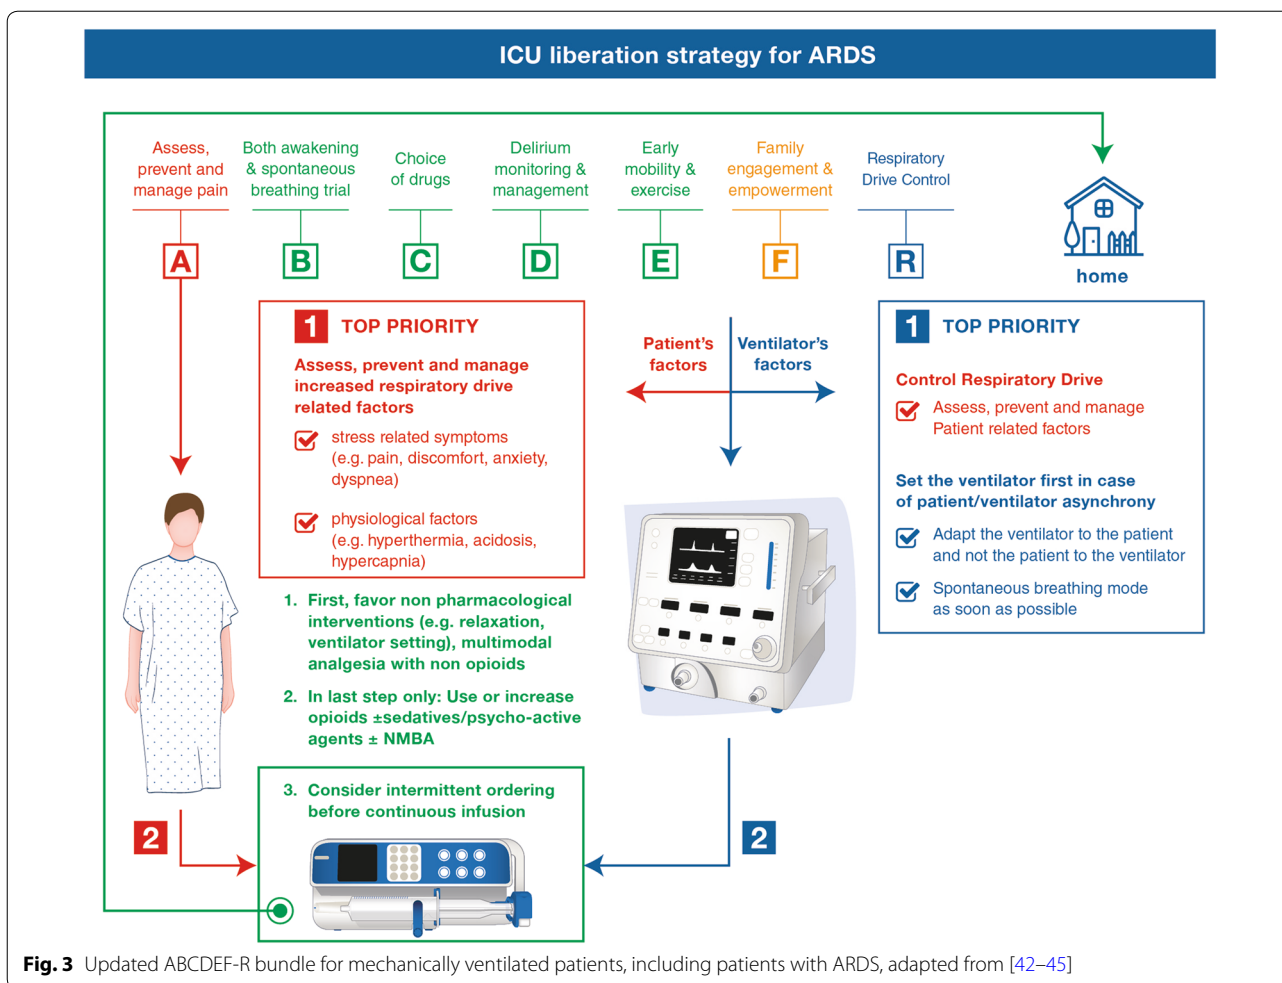 ICU liberation strategy for ARDS
Assess,
prevent and
manage pain
Both awakening
& spontaneous
breathing trial
Choice
of drugs
Delirium
monitoring &
management
Early
mobility &
exercise
Family
engagement &
empowerment
Respiratory
Drive Control
A
B
C
D
E
F
R
home
1 TOP PRIORITY
Assess, prevent and manage
increased respiratory drive
related factors
stress related symptoms
(e.g. pain, discomfort, anxiety,
dyspnea)
physiological factors
(e.g. hyperthermia, acidosis,
hypercapnia)
Patient's
factors
Ventilator's
factors
1 TOP PRIORITY
Control Respiratory Drive
Assess, prevent and manage
Patient related factors
Set the ventilator first in case
of patient/ventilator asynchrony
Adapt the ventilator to the patient
and not the patient to the ventilator
Spontaneous breathing mode
as soon as possible
1. First, favor non pharmacological
interventions (e.g. relaxation,
ventilator setting), multimodal
analgesia with non opioids
2. In last step only: Use or increase
opioids ±sedatives/psycho-active
agents ± NMBA
3. Consider intermittent ordering
before continuous infusion
2
2
Fig. 3 Updated ABCDEF-R bundle for mechanically ventilated patients, including patients with ARDS, adapted from [42–45]